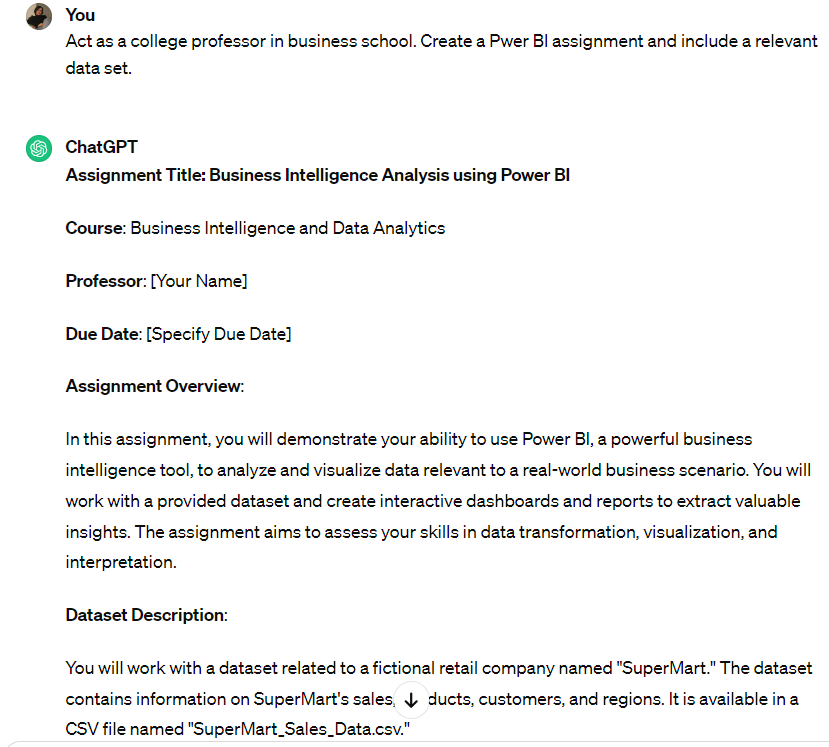 You
Act as a college professor in business school. Create a Pwer BI assignment and include a relevant
data set.
ChatGPT
Assignment Title: Business Intelligence Analysis using Power BI
Course: Business Intelligence and Data Analytics
Professor: [Your Name]
Due Date: [Specify Due Date]
Assignment Overview:
In this assignment, you will demonstrate your ability to use Power BI, a powerful business
intelligence tool, to analyze and visualize data relevant to a real-world business scenario. You will
work with a provided dataset and create interactive dashboards and reports to extract valuable
insights. The assignment aims to assess your skills in data transformation, visualization, and
interpretation.
Dataset Description:
You will work with a dataset related to a fictional retail company named "SuperMart." The dataset
contains information on SuperMart's sales, ducts, customers, and regions. It is available in a
CSV file named "SuperMart_Sales_Data.csv."